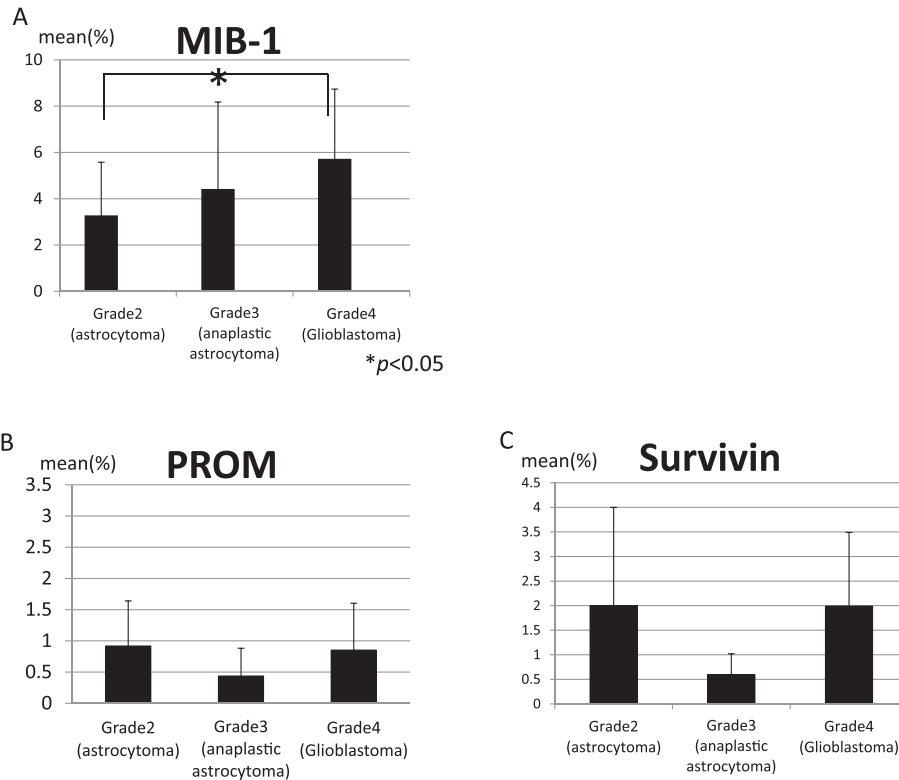 A
mean(%)
MIB-1
10
8
6
4
2
0
*
Grade2
(astrocytoma)
Grade3
(anaplastic
astrocytoma)
Grade4
(Glioblastoma)
*p<0.05
B
mean(%)
PROM
3.5
3
2.5
2
1.5
1
0.5
0
Grade2
(astrocytoma)
Grade3
(anaplastic
astrocytoma)
Grade4
(Glioblastoma)
C
mean(%)
Survivin
4.5
4
3.5
3
2.5
2
1.5
1
0.5
0
Grade2
(astrocytoma)
Grade3
(anaplastic
astrocytoma)
Grade4
(Glioblastoma)